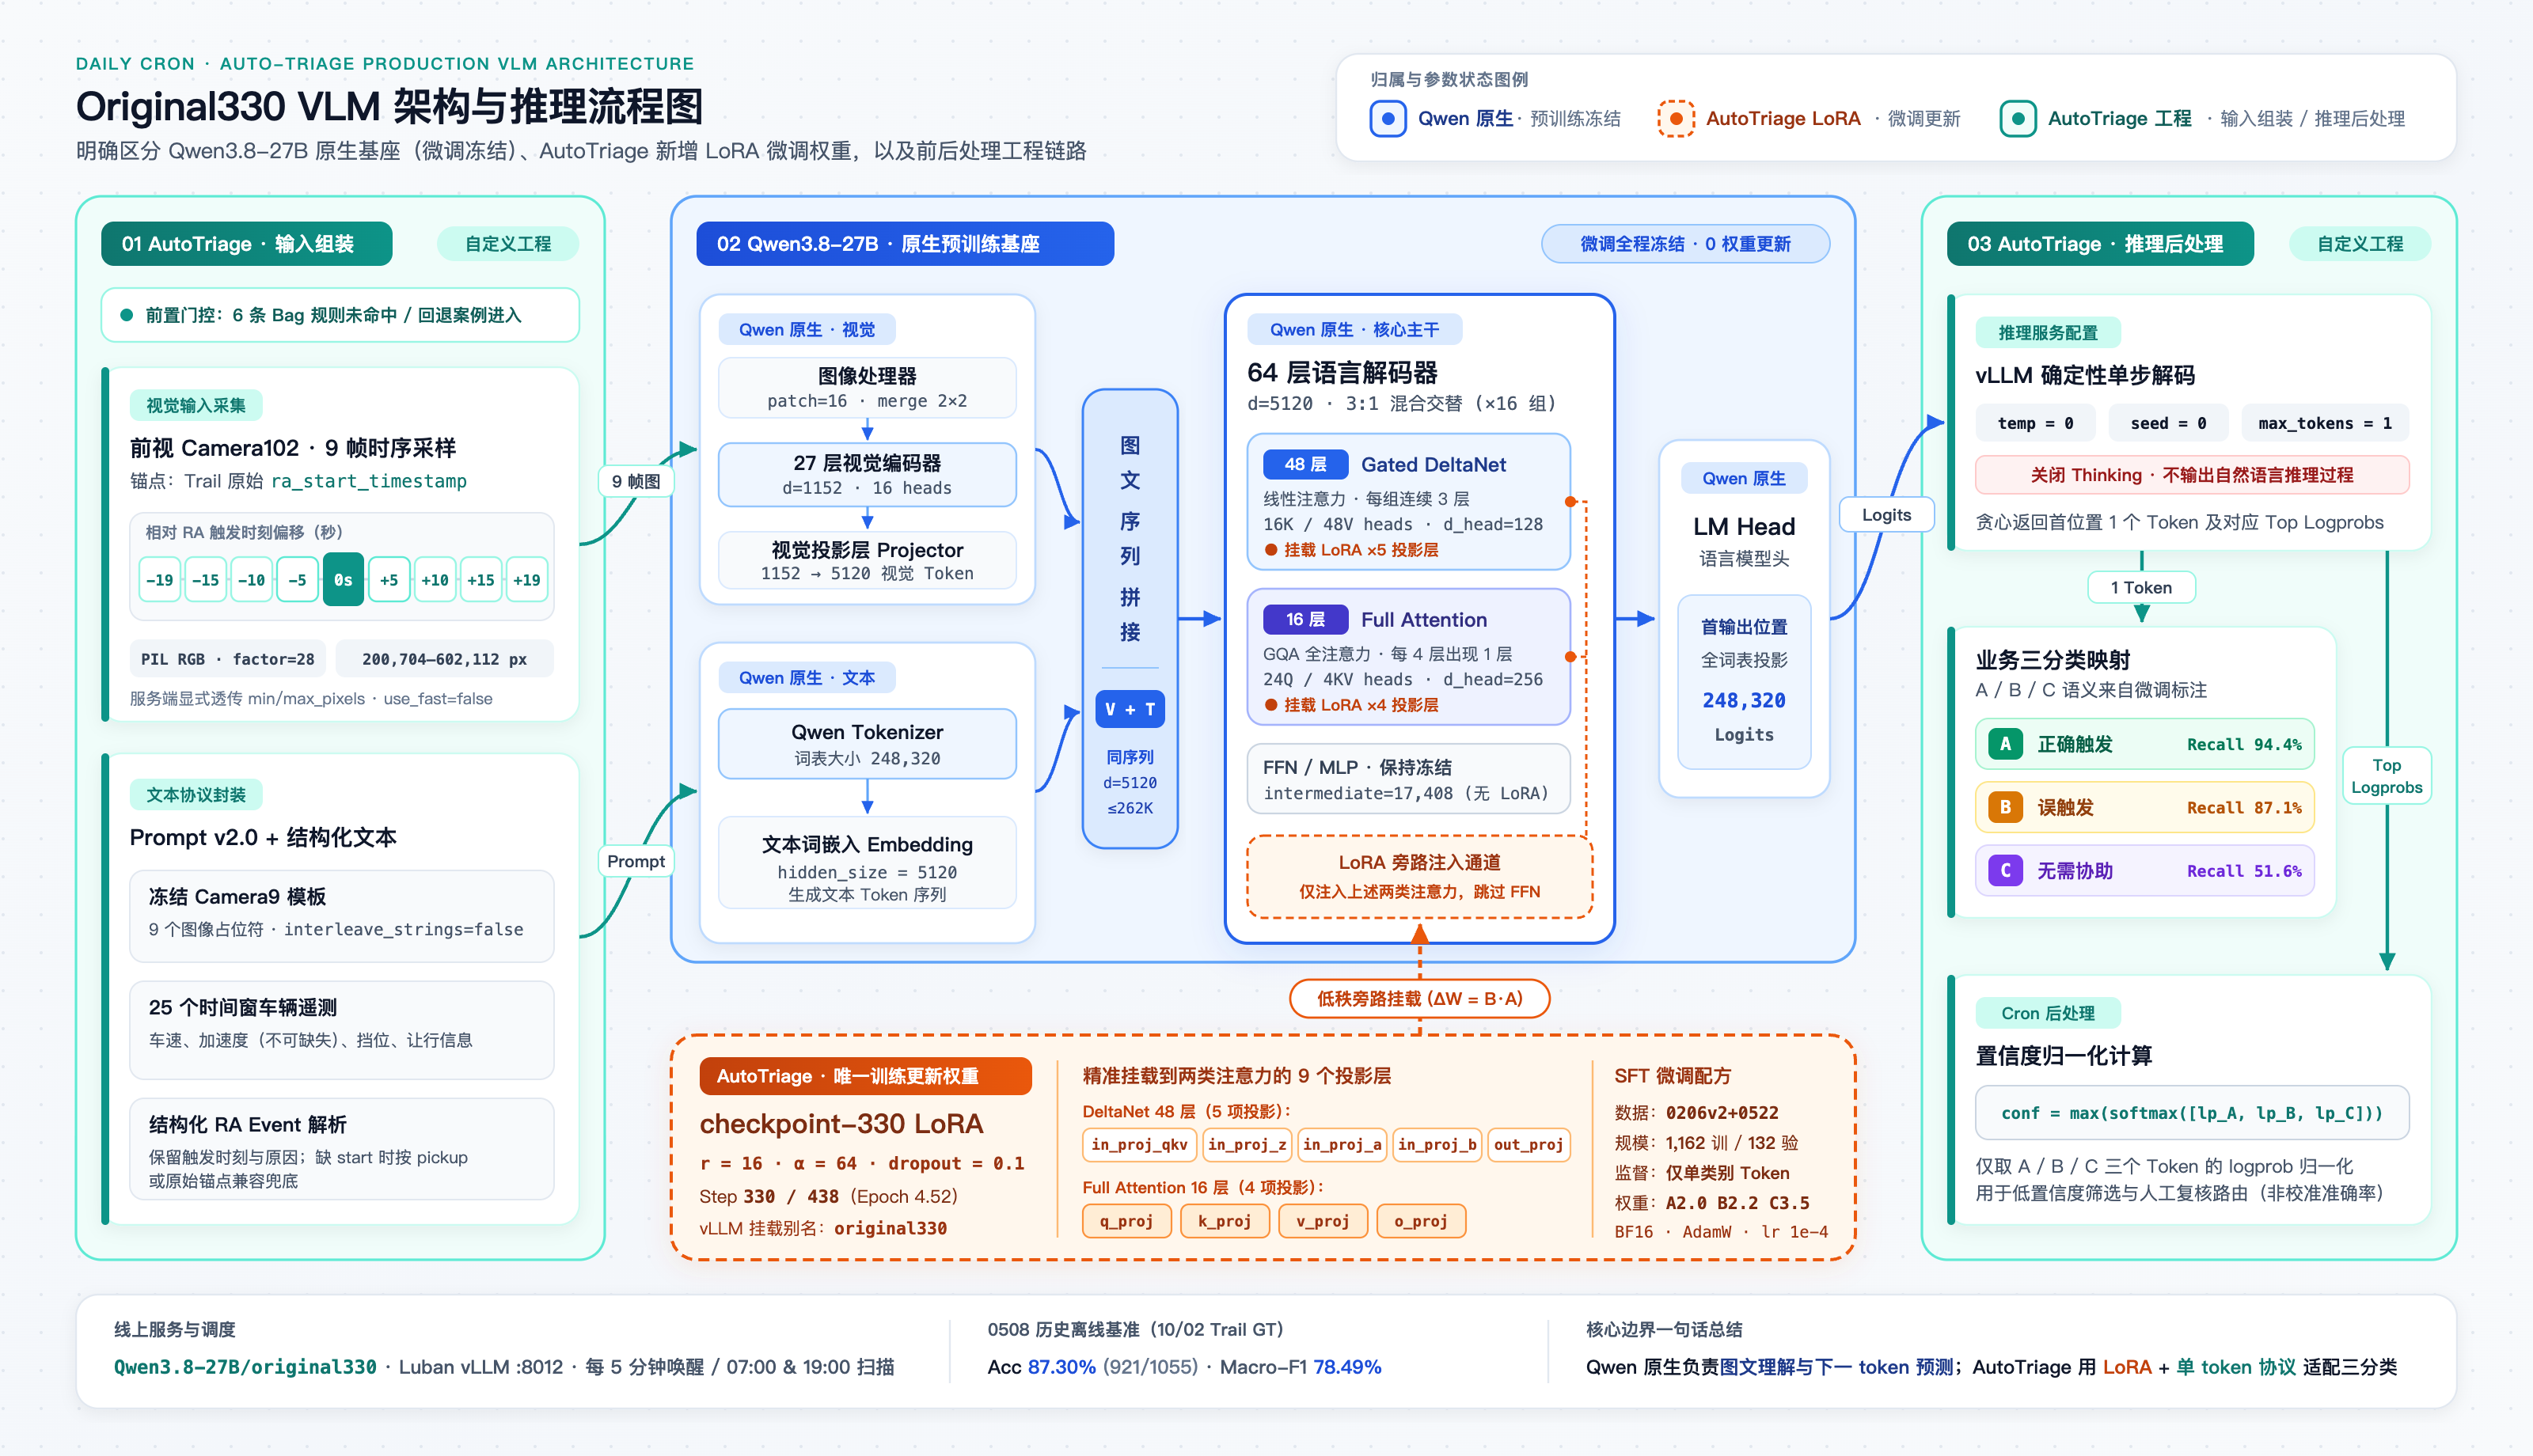 DAILY CRON · AUTO-TRIAGE PRODUCTION VLM ARCHITECTURE
Original330 VLM 架构与推理流程图
明确区分 Qwen3.8-27B 原生基座（微调冻结）、AutoTriage 新增 LoRA 微调权重，以及前后处理工程链路
归属与参数状态图例
Qwen 原生 · 预训练冻结
AutoTriage LoRA · 微调更新
AutoTriage 工程 · 输入组装 / 推理后处理
01 AutoTriage · 输入组装
自定义工程
前置门控：6 条 Bag 规则未命中 / 回退案例进入
视觉输入采集
前视 Camera102 · 9 帧时序采样
锚点：Trail 原始 ra_start_timestamp
相对 RA 触发时刻偏移（秒）
-19 -15 -10 -5 0s +5 +10 +15 +19
PIL RGB · factor=28
200,704–602,112 px
服务端显式透传 min/max_pixels · use_fast=false
文本协议封装
Prompt v2.0 + 结构化文本
冻结 Camera9 模板
9 个图像占位符 · interleave_strings=false
25 个时间窗车辆遥测
车速、加速度（不可缺失）、挡位、让行信息
结构化 RA Event 解析
保留触发时刻与原因；缺 start 时按 pickup
或原始锚点兼容兜底
9 帧图
Prompt
02 Qwen3.8-27B · 原生预训练基座
微调全程冻结 · 0 权重更新
Qwen 原生 · 视觉
图像处理器
patch=16 · merge 2×2
27 层视觉编码器
d=1152 · 16 heads
视觉投影层 Projector
1152 → 5120 视觉 Token
Qwen 原生 · 文本
Qwen Tokenizer
词表大小 248,320
文本词嵌入 Embedding
hidden_size = 5120
生成文本 Token 序列
图
文
序
列
拼
接
V + T
同序列
d=5120
≤262K
Qwen 原生 · 核心主干
64 层语言解码器
d=5120 · 3:1 混合交替（×16 组）
48 层 Gated DeltaNet
线性注意力 · 每组连续 3 层
16K / 48V heads · d_head=128
挂载 LoRA ×5 投影层
16 层 Full Attention
GQA 全注意力 · 每 4 层出现 1 层
24Q / 4KV heads · d_head=256
挂载 LoRA ×4 投影层
FFN / MLP · 保持冻结
intermediate=17,408（无 LoRA）
LoRA 旁路注入通道
仅注入上述两类注意力，跳过 FFN
Qwen 原生
LM Head
语言模型头
首输出位置
全词表投影
248,320
Logits
Logits
低秩旁路挂载 (ΔW = B·A)
AutoTriage · 唯一训练更新权重
checkpoint-330 LoRA
r = 16 · α = 64 · dropout = 0.1
Step 330 / 438（Epoch 4.52）
vLLM 挂载别名：original330
精准挂载到两类注意力的 9 个投影层
DeltaNet 48 层（5 项投影）：
in_proj_qkv in_proj_z in_proj_a in_proj_b out_proj
Full Attention 16 层（4 项投影）：
q_proj k_proj v_proj o_proj
SFT 微调配方
数据：0206v2+0522
规模：1,162 训 / 132 验
监督：仅单类别 Token
权重：A2.0 B2.2 C3.5
BF16 · AdamW · lr 1e-4
03 AutoTriage · 推理后处理
自定义工程
推理服务配置
vLLM 确定性单步解码
temp = 0
seed = 0
max_tokens = 1
关闭 Thinking · 不输出自然语言推理过程
贪心返回首位置 1 个 Token 及对应 Top Logprobs
1 Token
业务三分类映射
A / B / C 语义来自微调标注
A 正确触发 Recall 94.4%
B 误触发 Recall 87.1%
C 无需协助 Recall 51.6%
Top
Logprobs
Cron 后处理
置信度归一化计算
conf = max(softmax([lp_A, lp_B, lp_C]))
仅取 A / B / C 三个 Token 的 logprob 归一化
用于低置信度筛选与人工复核路由（非校准准确率）
线上服务与调度
Qwen3.8-27B/original330 · Luban vLLM :8012 · 每 5 分钟唤醒 / 07:00 & 19:00 扫描
0508 历史离线基准（10/02 Trail GT）
Acc 87.30% (921/1055) · Macro-F1 78.49%
核心边界一句话总结
Qwen 原生负责图文理解与下一 token 预测；AutoTriage 用 LoRA + 单 token 协议 适配三分类